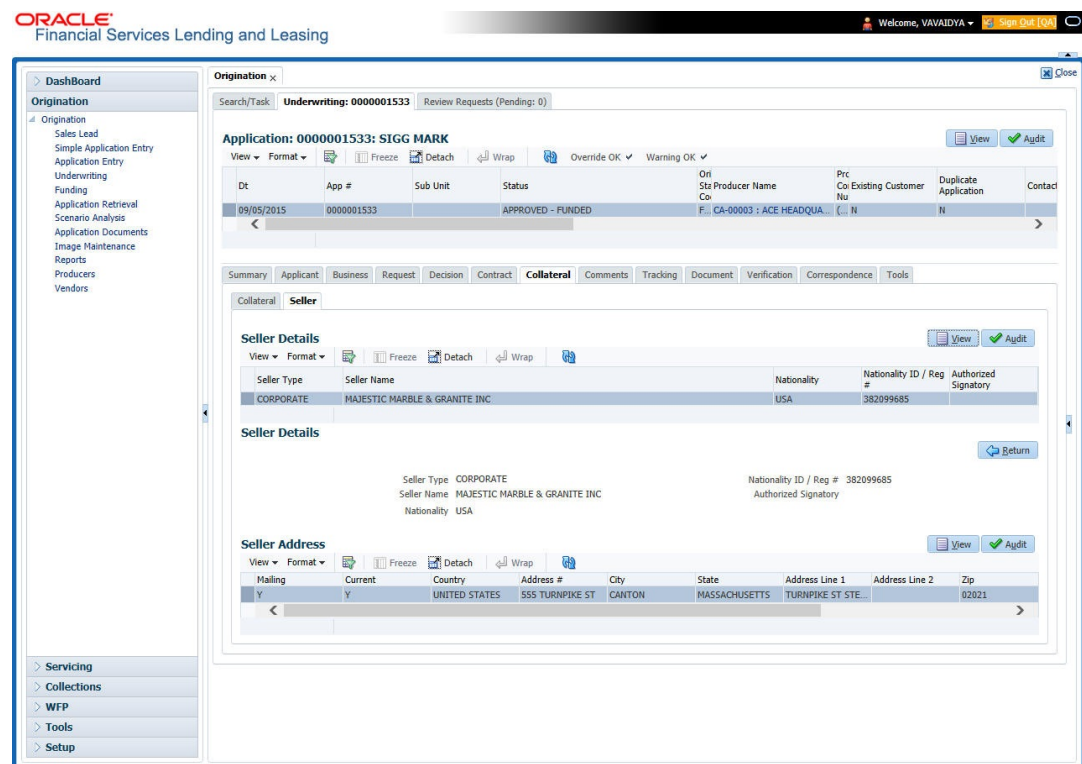 ORACLE
Financial Services Lending and Leasing
Welcome, VAVAIDYA
Sign Out [QA]
Close
DashBoard
Origination
Origination
Sales Lead
Simple Application Entry
Application Entry
Underwriting
Funding
Application Retrieval
Scenario Analysis
Application Documents
Image Maintenance
Reports
Producers
Vendors
Servicing
Collections
WFP
Tools
Setup
Origination
Search/Task Underwriting: 0000001533 Review Requests (Pending: 0)
Application: 0000001533: SIGG MARK
View Audit
View Format Freeze Detach Wrap Override OK Warning OK
Dt App # Sub Unit Status Ori Sta Co Producer Name Prc Co Nu Existing Customer Duplicate Application Contact
09/05/2015 0000001533 APPROVED - FUNDED F... CA-00003 : ACE HEADQUA... (... N N
Summary Applicant Business Request Decision Contract Collateral Comments Tracking Document Verification Correspondence Tools
Collateral Seller
Seller Details
View Audit
View Format Freeze Detach Wrap
Seller Type Seller Name Nationality Nationality ID / Reg # Authorized Signatory
CORPORATE MAJESTIC MARBLE & GRANITE INC USA 382099685
Seller Details
Return
Seller Type CORPORATE Nationality ID / Reg # 382099685
Seller Name MAJESTIC MARBLE & GRANITE INC Authorized Signatory
Nationality USA
Seller Address
View Audit
View Format Freeze Detach Wrap
Mailing Current Country Address # City State Address Line 1 Address Line 2 Zip
Y Y UNITED STATES 555 TURNPIKE ST CANTON MASSACHUSETTS TURNPIKE ST STE... 02021